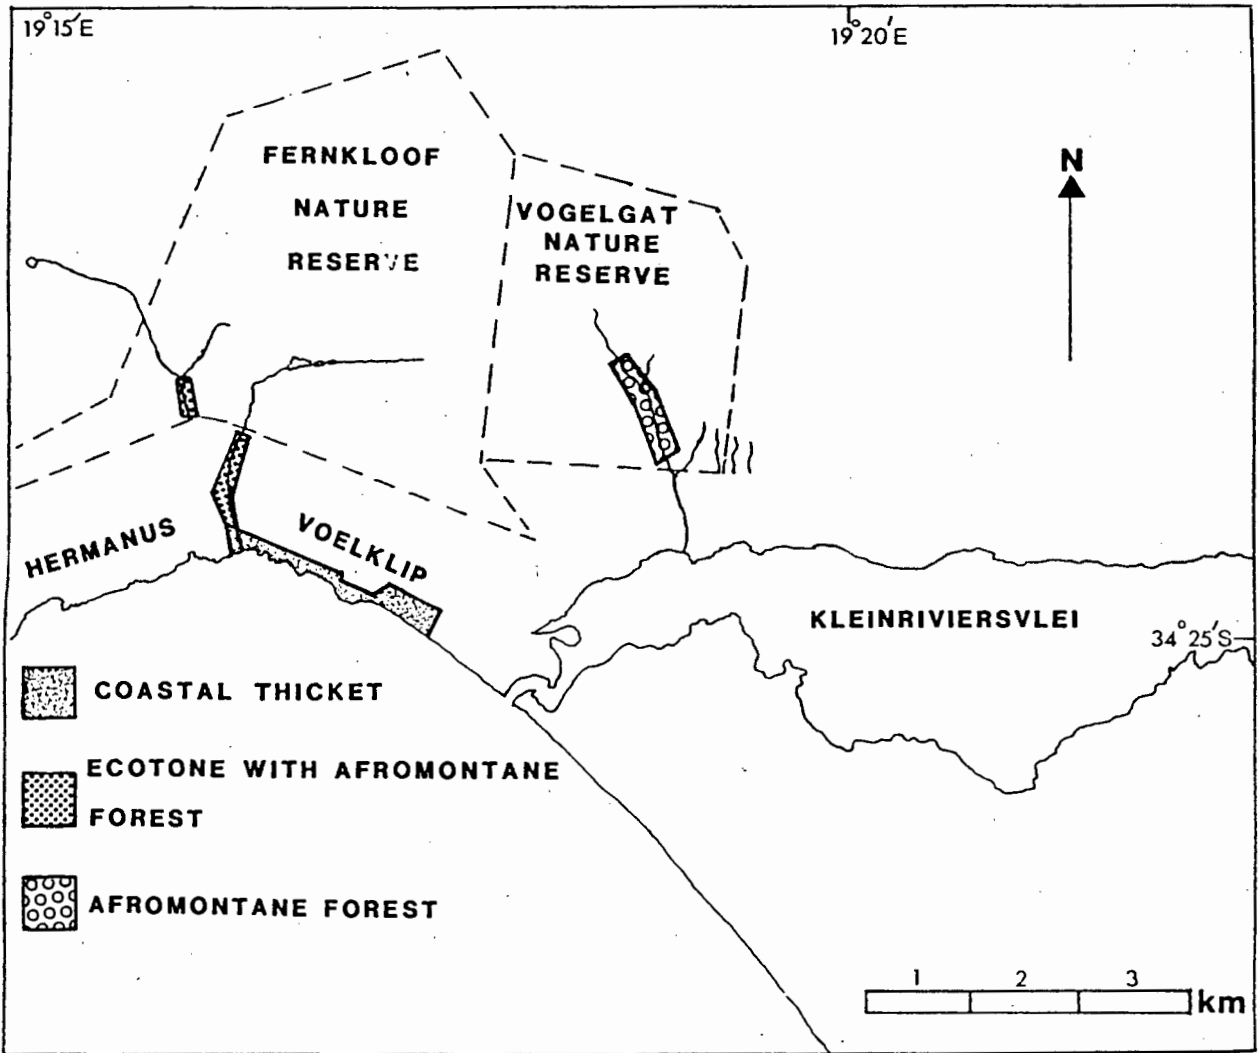 19°15'E
19°20'E
FERNKLOOF
NATURE
RESERVE
VOGELGAT
NATURE
RESERVE
N
HERMANUS
VOELKLIP
KLEINRIVIERSVLEI
34°25'S
COASTAL THICKET
ECOTONE WITH AFROMONTANE
FOREST
AFROMONTANE FOREST
1 2 3
km